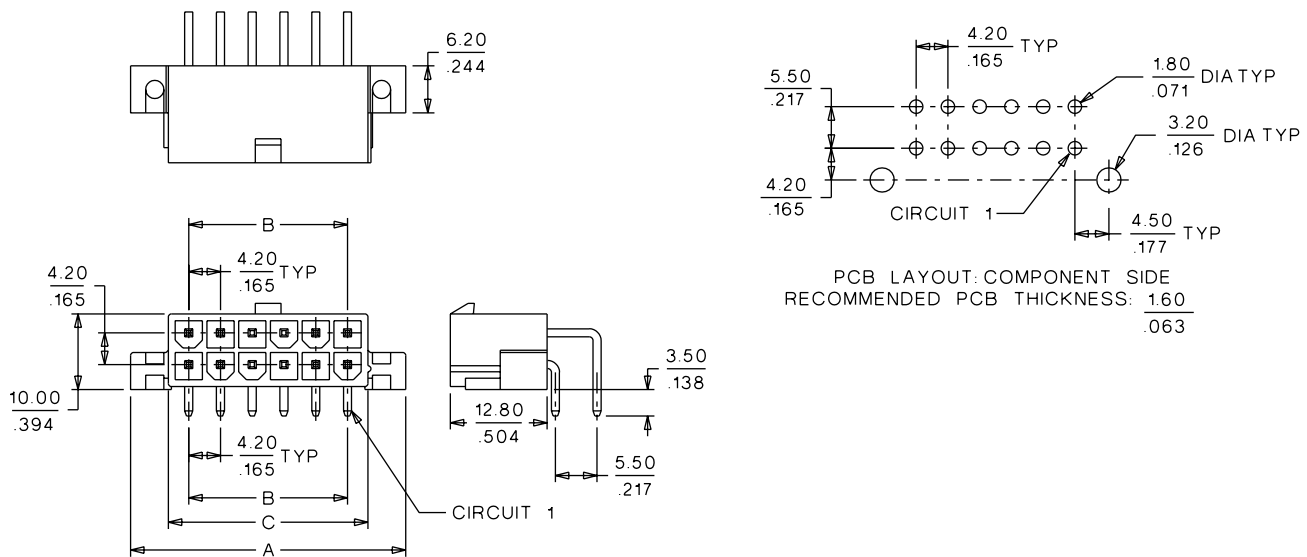 6.20
.244
4.20 TYP
.165
5.50
.217
1.80 DIA TYP
.071
3.20 DIA TYP
.126
4.20
.165
CIRCUIT 1
4.50 TYP
.177
PCB LAYOUT: COMPONENT SIDE
RECOMMENDED PCB THICKNESS: 1.60
.063
B
4.20 TYP
.165
4.20
.165
10.00
.394
3.50
.138
12.80
.504
4.20 TYP
.165
5.50
.217
B
CIRCUIT 1
C
A